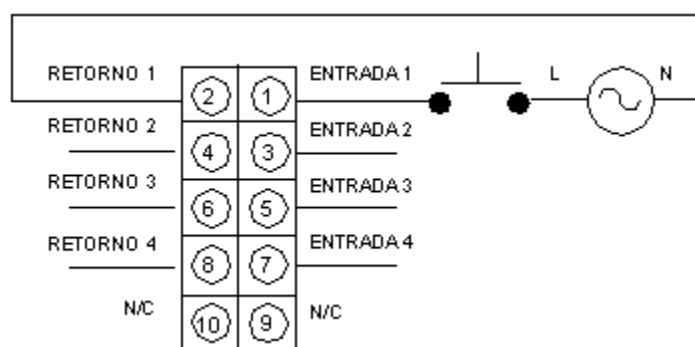 RETORNO 1
2
1
ENTRADA 1
L
N
RETORNO 2
4
3
ENTRADA 2
RETORNO 3
6
5
ENTRADA 3
RETORNO 4
8
7
ENTRADA 4
N/C
10
9
N/C